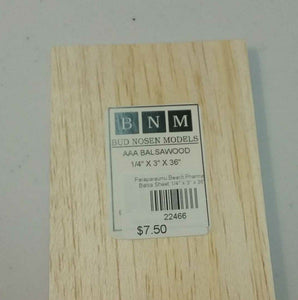 BNM
BUD NOSEN MODELS
AAA BALSAWOOD
1/4" X 3" X 36"
Paraparaumu Beach Pharma
Balsa Sheet 1/4" x 3" x 36"
22466
$7.50